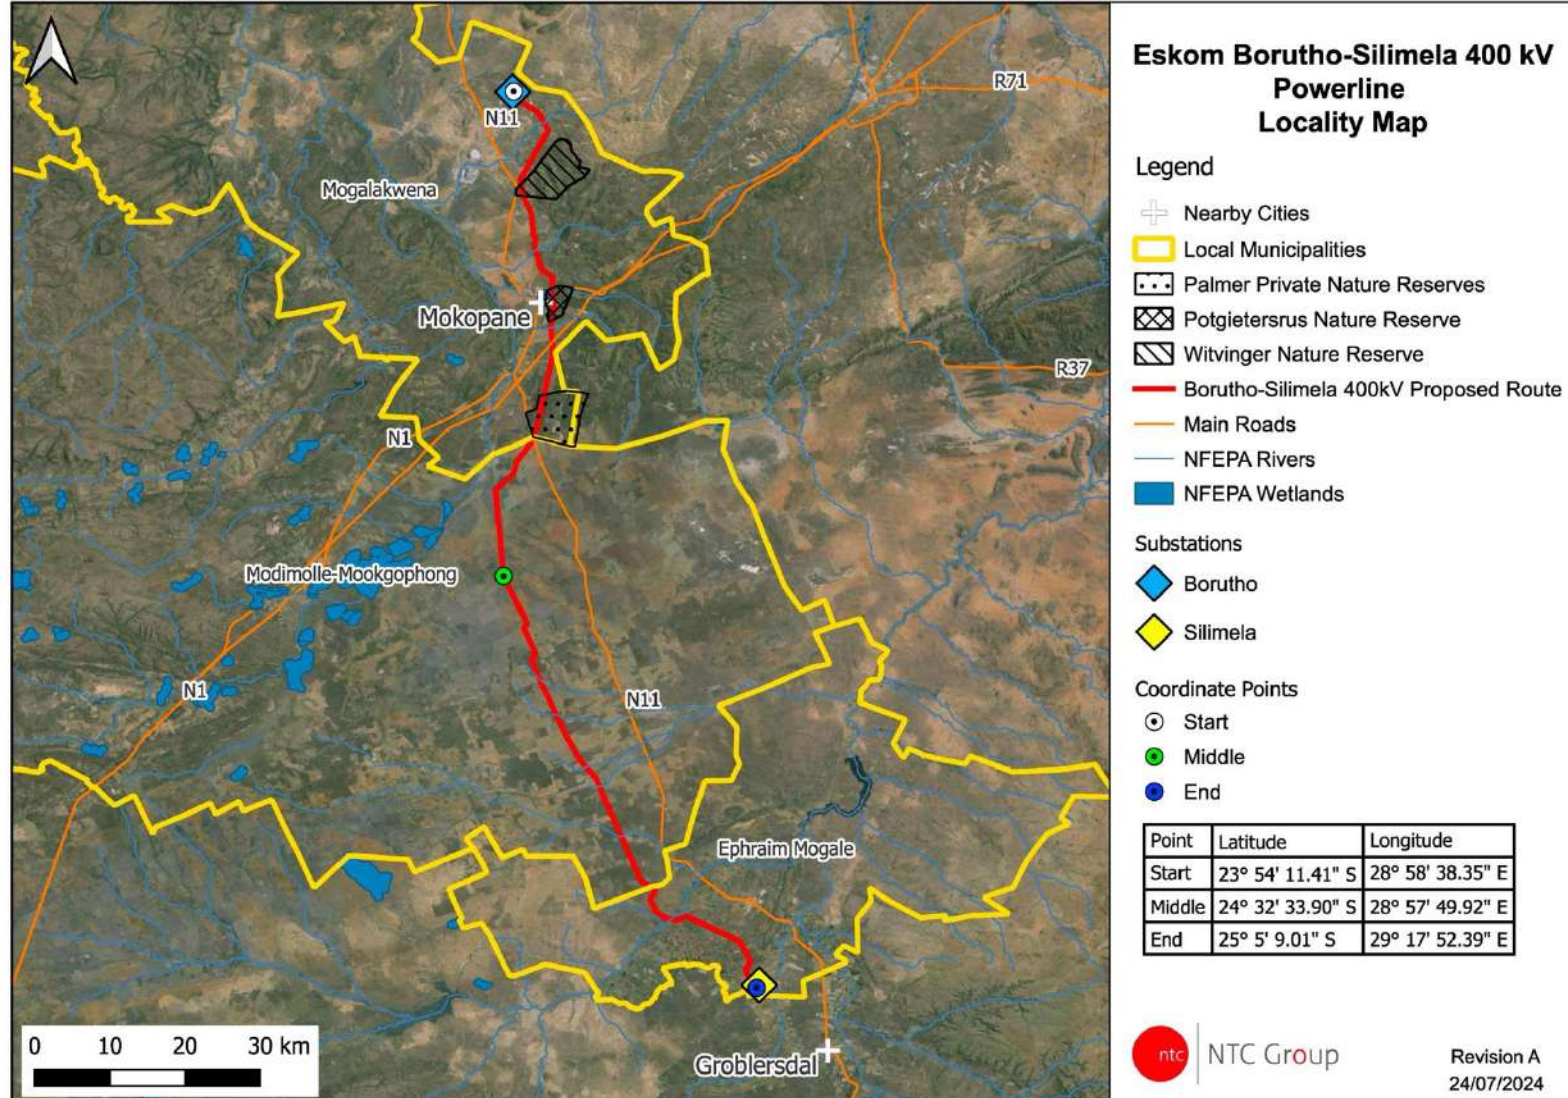 Eskom Borutho-Silimela 400 kV
Powerline
Locality Map
Legend
Nearby Cities
Local Municipalities
Palmer Private Nature Reserves
Potgietersrus Nature Reserve
Witvinger Nature Reserve
Borutho-Silimela 400kV Proposed Route
Main Roads
NFEPA Rivers
NFEPA Wetlands
Substations
Borutho
Silimela
Coordinate Points
Start
Middle
End
Point Latitude Longitude
Start 23° 54' 11.41" S 28° 58' 38.35" E
Middle 24° 32' 33.90" S 28° 57' 49.92" E
End 25° 5' 9.01" S 29° 17' 52.39" E
ntc NTC Group
Revision A
24/07/2024
R71
N11
Mogalakwena
Mokopane
R37
N1
Modimolle-Mookgophong
N1
N11
Ephraim Mogale
Groblersdal
0 10 20 30 km